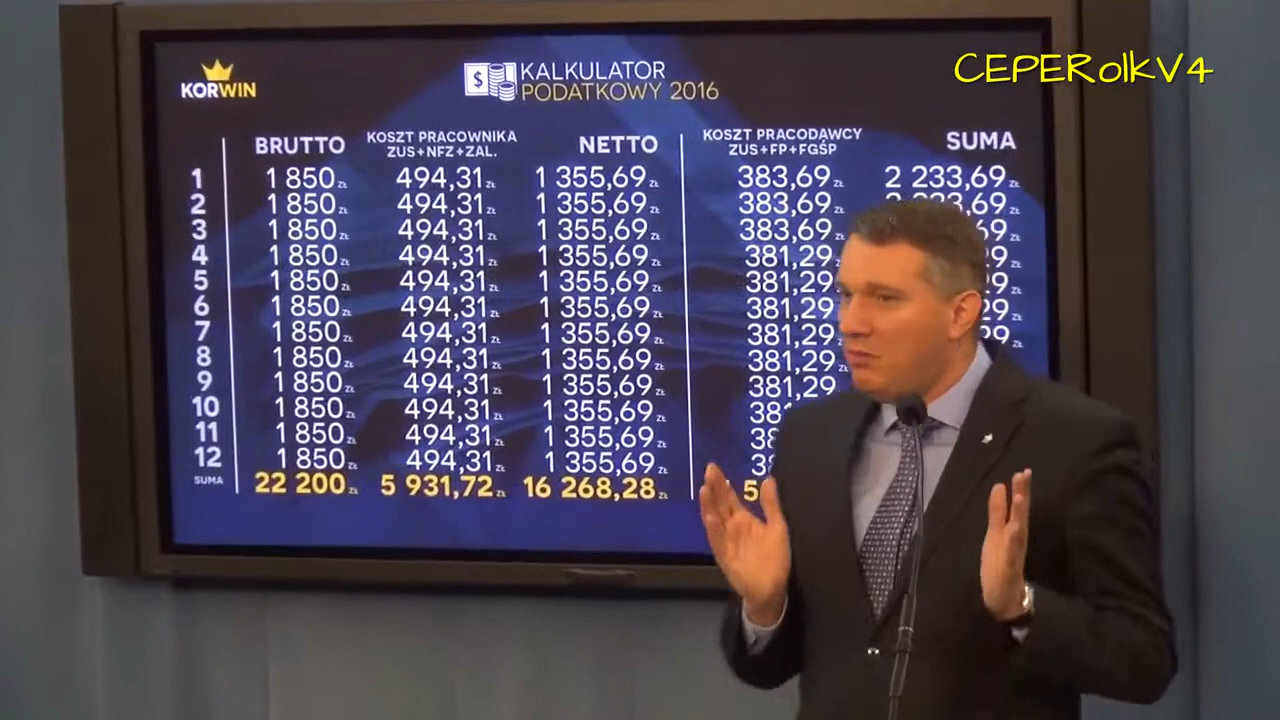 CEPERolkV4
KORWIN
KALKULATOR
PODATKOWY 2016
BRUTTO KOSZT PRACOWNIKA ZUS+NFZ+ZAL. NETTO KOSZT PRACODAWCY ZUS+FP+FGŚP SUMA
1 1 850 ZŁ 494,31 ZŁ 1 355,69 ZŁ 383,69 ZŁ 2 233,69 ZŁ
2 1 850 ZŁ 494,31 ZŁ 1 355,69 ZŁ 383,69 ZŁ
3 1 850 ZŁ 494,31 ZŁ 1 355,69 ZŁ 383,69 ZŁ
4 1 850 ZŁ 494,31 ZŁ 1 355,69 ZŁ 381,29 ZŁ
5 1 850 ZŁ 494,31 ZŁ 1 355,69 ZŁ 381,29
6 1 850 ZŁ 494,31 ZŁ 1 355,69 ZŁ 381,29
7 1 850 ZŁ 494,31 ZŁ 1 355,69 ZŁ 381,29 ZŁ
8 1 850 ZŁ 494,31 ZŁ 1 355,69 ZŁ 381,29 ZŁ
9 1 850 ZŁ 494,31 ZŁ 1 355,69 ZŁ 381,29
10 1 850 ZŁ 494,31 ZŁ 1 355,69 ZŁ
11 1 850 ZŁ 494,31 ZŁ 1 355,69 ZŁ
12 1 850 ZŁ 494,31 ZŁ 1 355,69 ZŁ
SUMA 22 200 ZŁ 5 931,72 ZŁ 16 268,28 ZŁ